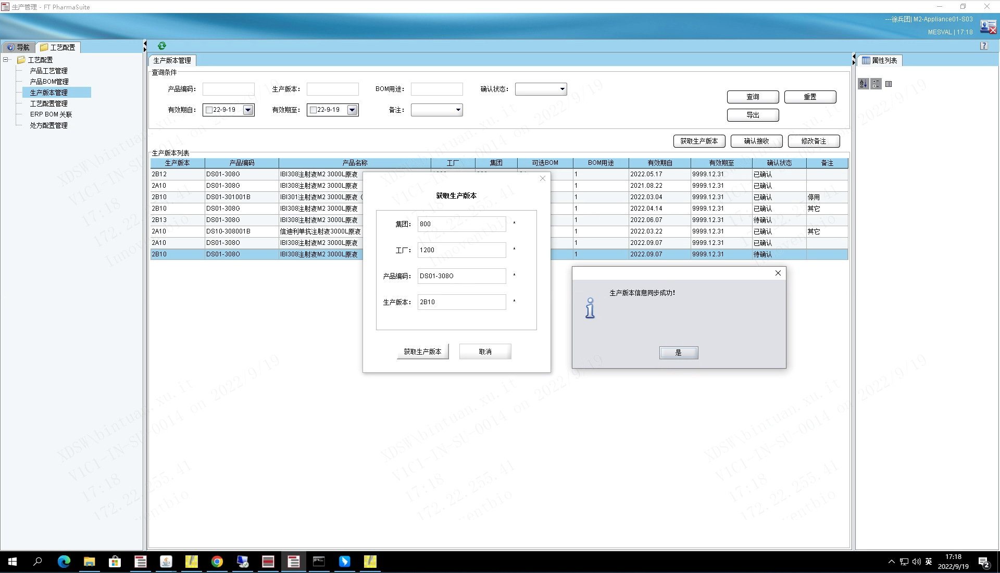 生产管理 - FT PharmaSuite
---徐兵团| M2-Appliance01-S03
MESVAL | 17:18
导航 工艺配置
工艺配置
产品工艺管理
产品BOM管理
生产版本管理
工艺配置管理
ERP BOM 关联
处方配置管理
生产版本管理
查询条件
产品编码: 生产版本: BOM用途: 确认状态:
有效期自: 22-9-19 有效期至: 22-9-19 备注:
查询 重置
导出
获取生产版本 确认接收 修改备注
属性列表
生产版本列表
生产版本 产品编码 产品名称 工厂 集团 可选BOM BOM用途 有效期自 有效期至 确认状态 备注
2B12 DS01-308G IBI308注射液M2 3000L原液 1 2022.05.17 9999.12.31 已确认
2A10 DS01-308G IBI308注射液M2 3000L原液 1 2021.08.22 9999.12.31 已确认
2B10 DS01-301001B IBI301注射液M2 3000L原液 ( 1 2022.03.04 9999.12.31 已确认 停用
2B10 DS01-308G IBI308注射液M2 3000L原液 1 2022.04.14 9999.12.31 已确认 其它
2B13 DS01-308G IBI308注射液M2 3000L原液 1 2022.06.07 9999.12.31 待确认
2A10 DS10-308001B 信迪利单抗注射液3000L原液 1 2022.03.22 9999.12.31 已确认 其它
2A10 DS01-308O IBI308注射液M2 3000L原液 1 2022.09.07 9999.12.31 已确认
2B10 DS01-308O IBI308注射液M2 3000L原液 1 2022.09.07 9999.12.31 待确认
获取生产版本
集团: 800 *
工厂: 1200 *
产品编码: DS01-308O *
生产版本: 2B10 *
获取生产版本 取消
生产版本信息同步成功!
是
XDSW\bintuan.xu.it
V1C1-IN-SU-0014 on 2022/9/19
17:18
172.22.255.41
Innoventbio
英
17:18
2022/9/19
2